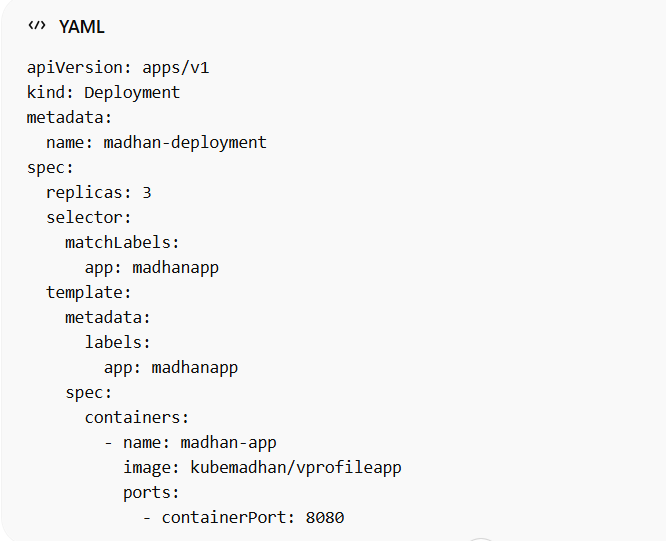 </> YAML
apiVersion: apps/v1
kind: Deployment
metadata:
  name: madhan-deployment
spec:
  replicas: 3
  selector:
    matchLabels:
      app: madhanapp
  template:
    metadata:
      labels:
        app: madhanapp
    spec:
      containers:
        - name: madhan-app
          image: kubemadhan/vprofileapp
          ports:
            - containerPort: 8080